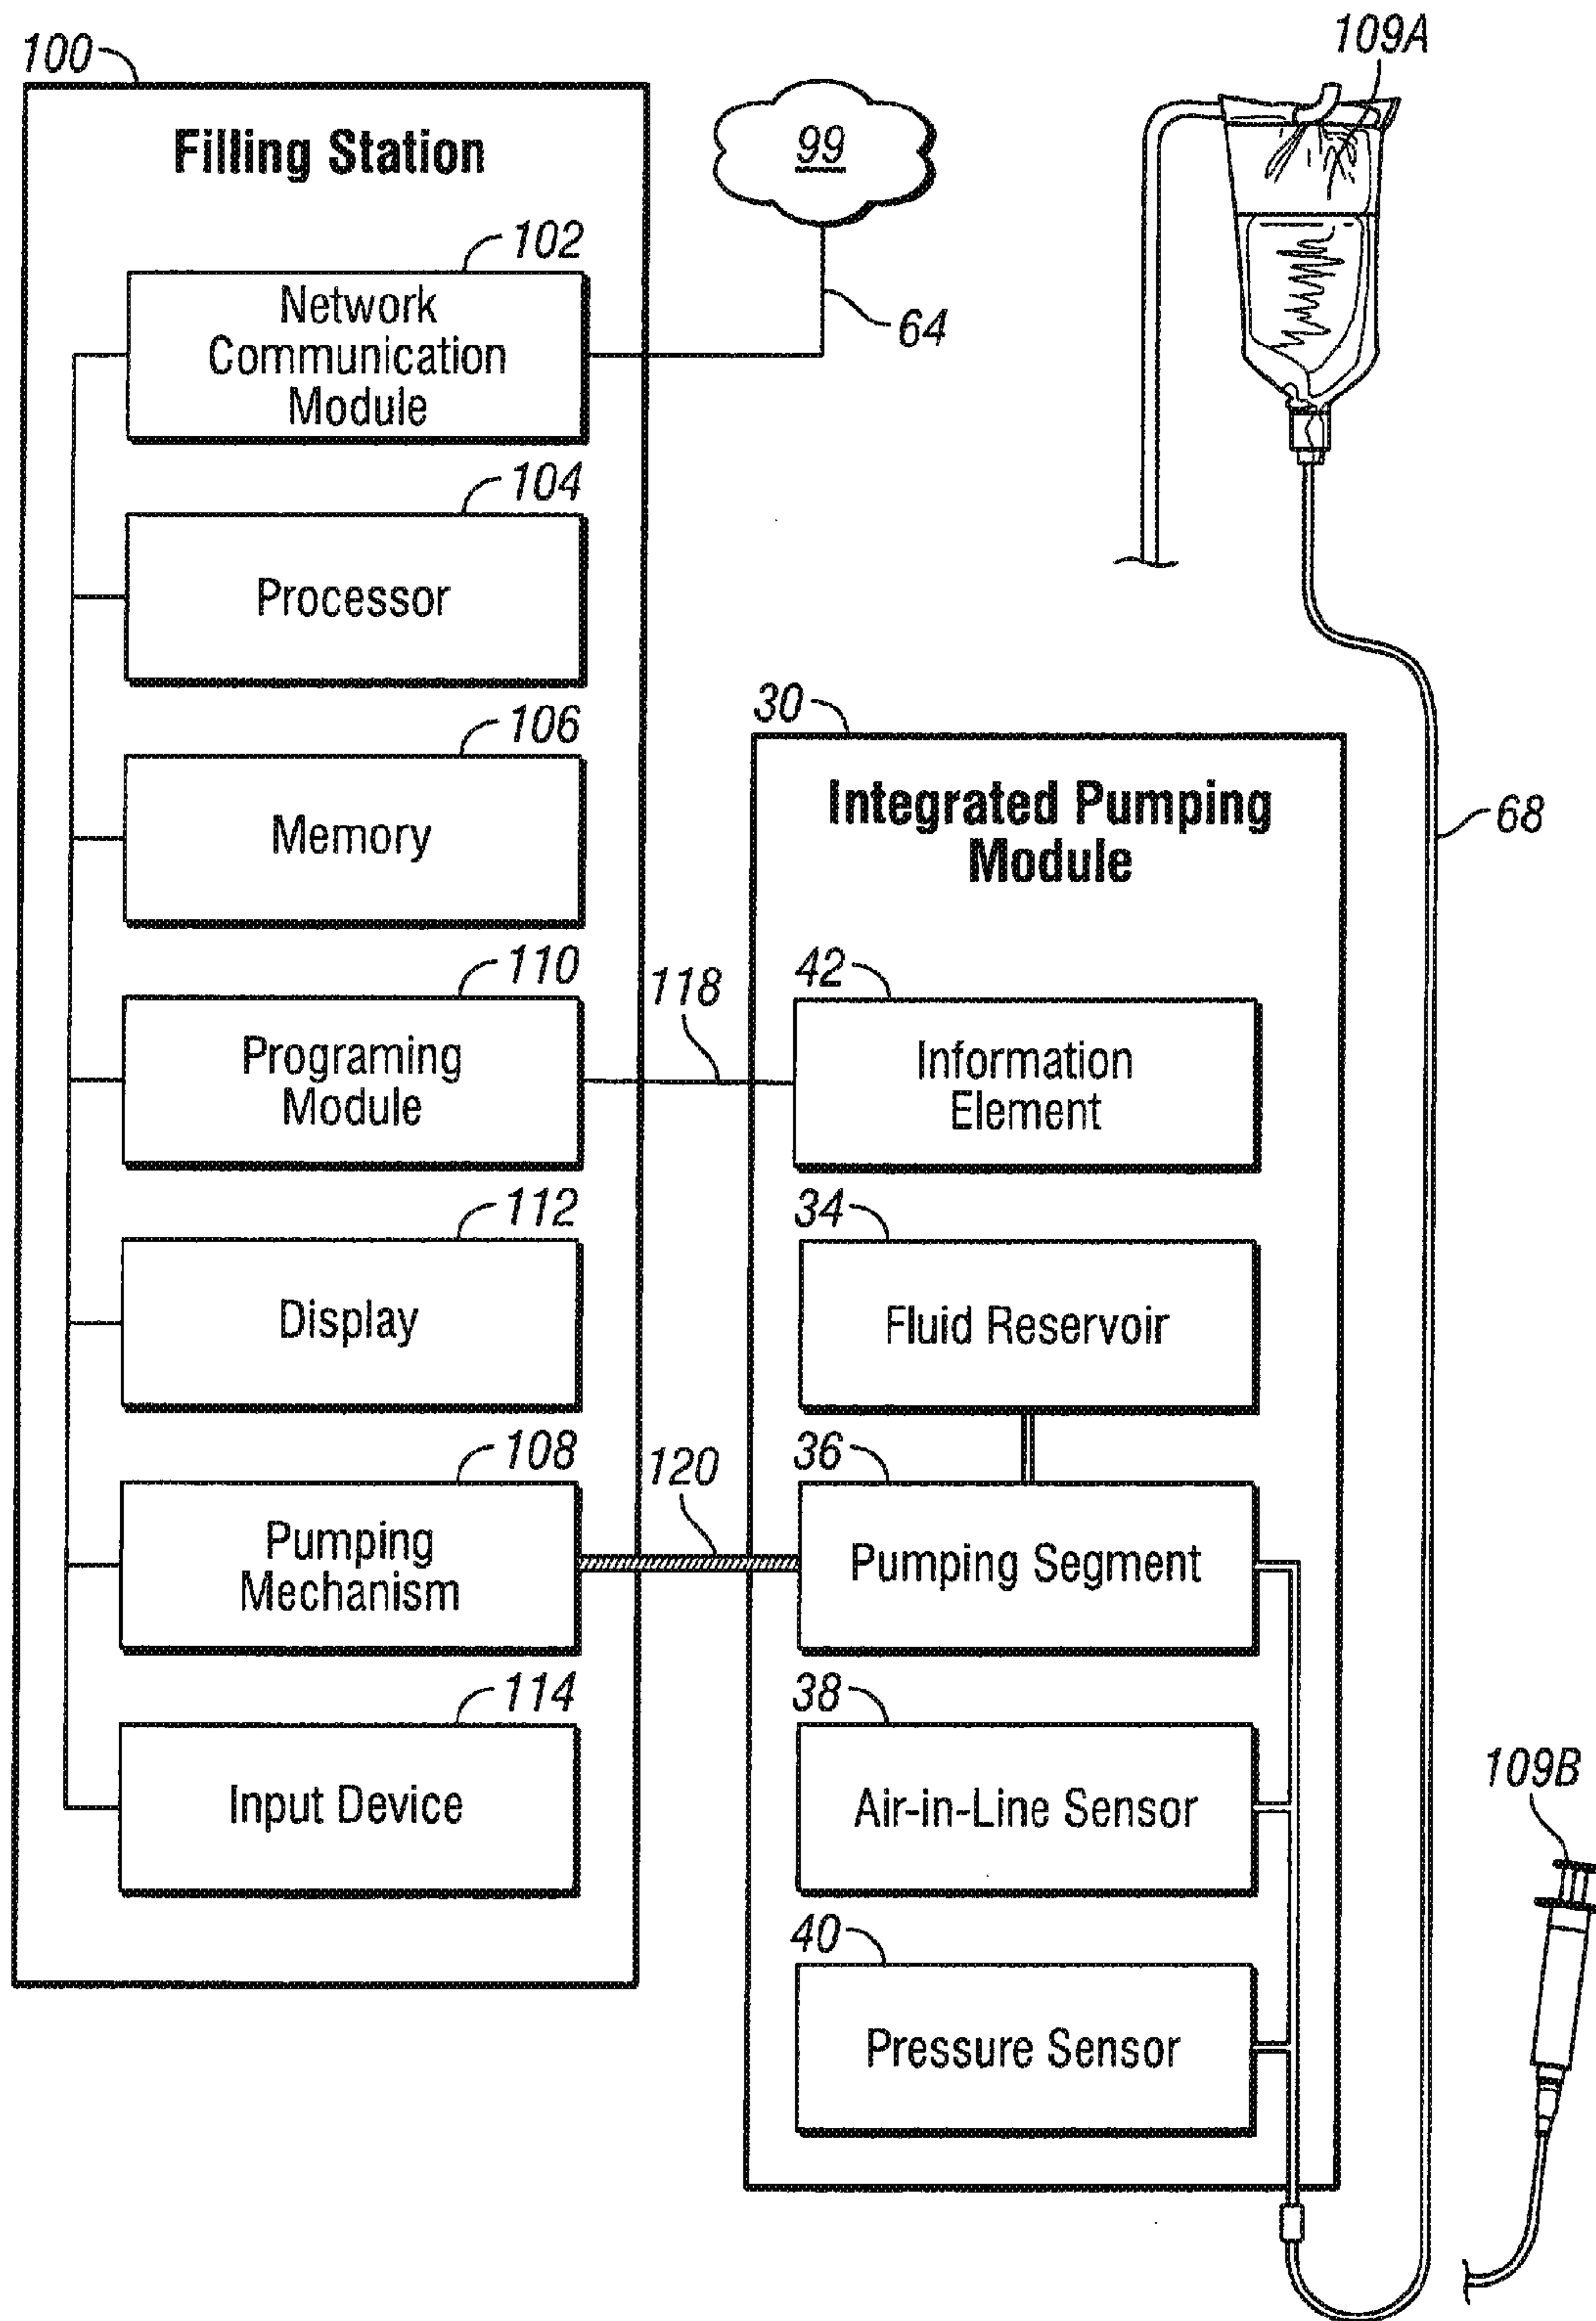 100
Filling Station
102
Network
Communication
Module
104
Processor
106
Memory
110
Programing
Module
112
Display
108
Pumping
Mechanism
114
Input Device
99
64
118
120
109A
68
30
Integrated Pumping
Module
42
Information
Element
34
Fluid Reservoir
36
Pumping Segment
38
Air-in-Line Sensor
40
Pressure Sensor
109B